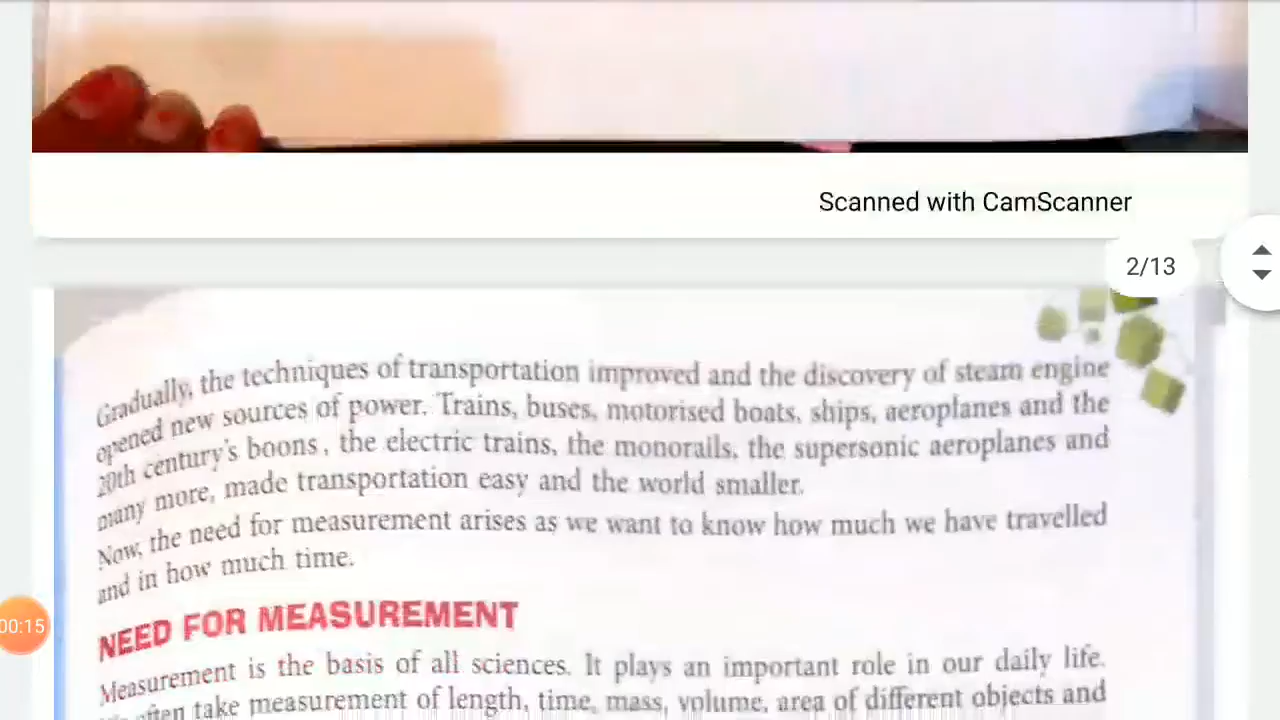 Scanned with CamScanner
2/13
Gradually, the techniques of transportation improved and the discovery of steam engine
opened new sources of power. Trains, buses, motorised boats, ships, aeroplanes and the
20th century's boons, the electric trains, the monorails, the supersonic aeroplanes and
many more, made transportation easy and the world smaller.
Now, the need for measurement arises as we want to know how much we have travelled
and in how much time.
00:15
NEED FOR MEASUREMENT
Measurement is the basis of all sciences. It plays an important role in our daily life.
often take measurement of length, time, mass, volume, area of different objects and